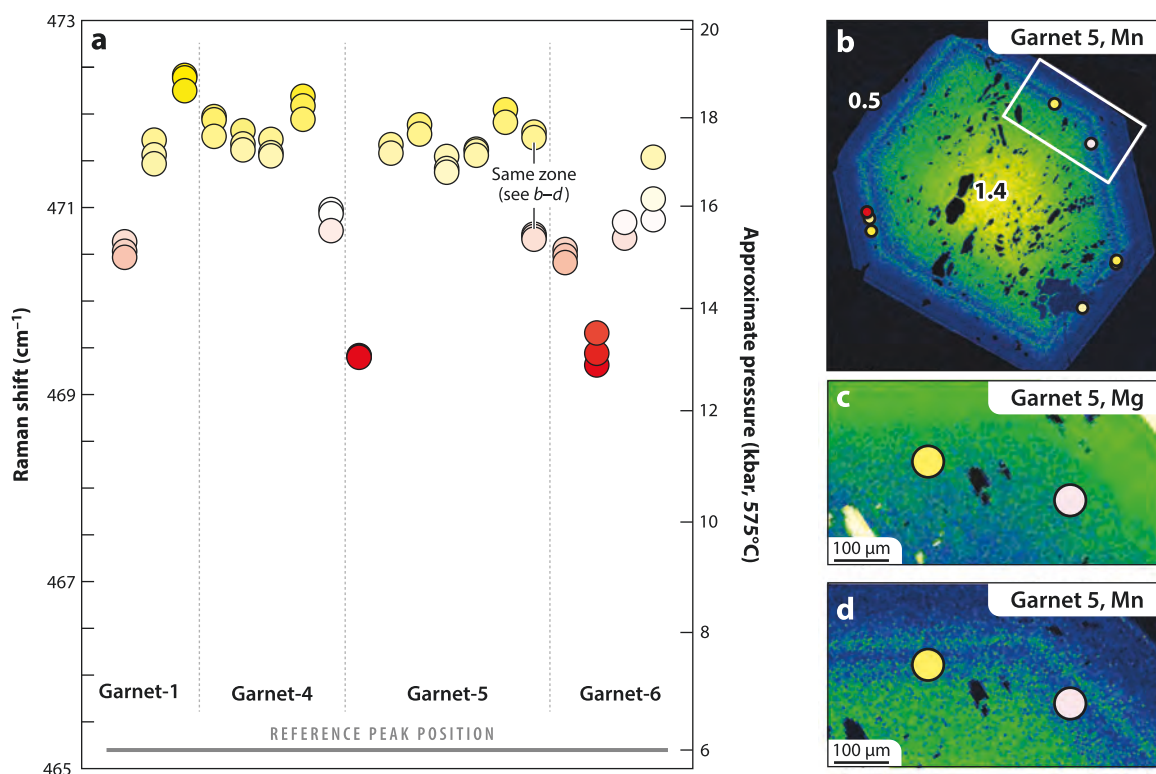 a
473
471
469
467
465
Raman shift (cm⁻¹)
20
18
16
14
12
10
8
6
Approximate pressure (kbar, 575°C)
Same zone
(see b–d)
Garnet-1
Garnet-4
Garnet-5
Garnet-6
REFERENCE PEAK POSITION
b
Garnet 5, Mn
0.5
1.4
c
Garnet 5, Mg
100 µm
d
Garnet 5, Mn
100 µm